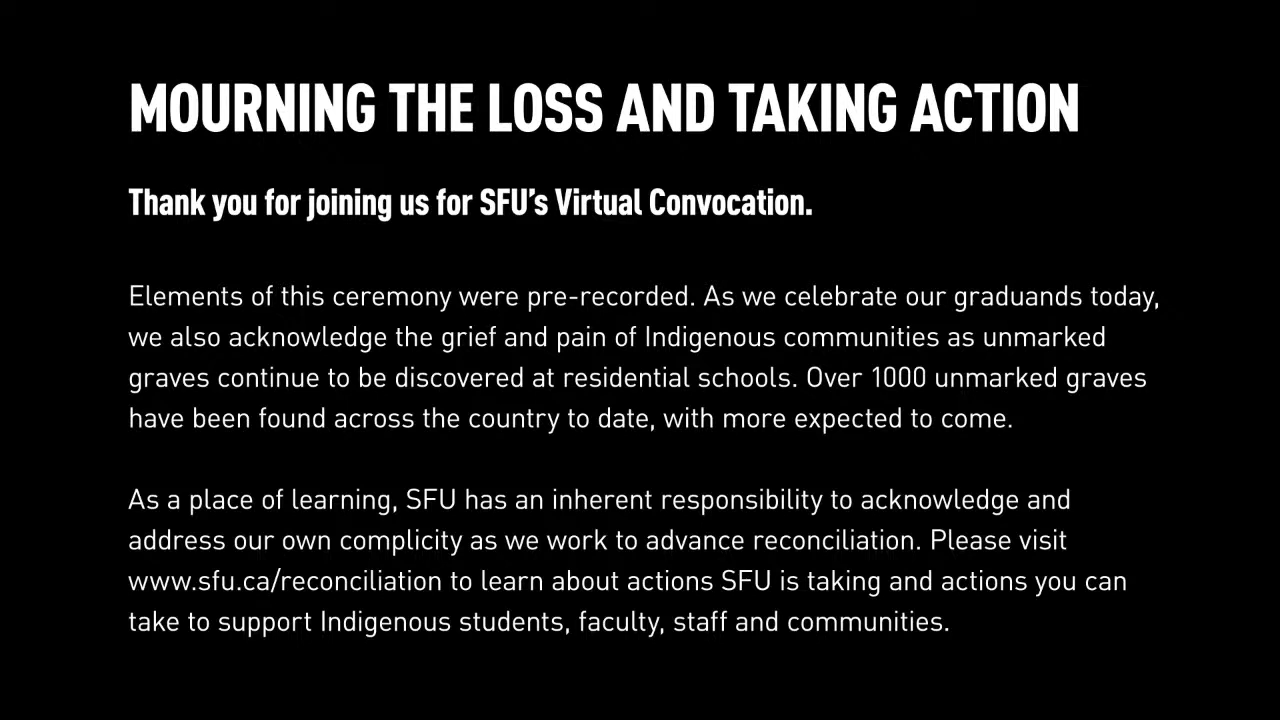 MOURNING THE LOSS AND TAKING ACTION
Thank you for joining us for SFU’s Virtual Convocation.
Elements of this ceremony were pre-recorded. As we celebrate our graduands today,
we also acknowledge the grief and pain of Indigenous communities as unmarked
graves continue to be discovered at residential schools. Over 1000 unmarked graves
have been found across the country to date, with more expected to come.
As a place of learning, SFU has an inherent responsibility to acknowledge and
address our own complicity as we work to advance reconciliation. Please visit
www.sfu.ca/reconciliation to learn about actions SFU is taking and actions you can
take to support Indigenous students, faculty, staff and communities.